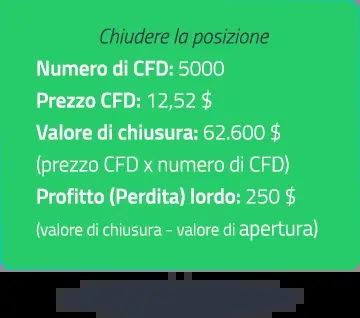 Chiudere la posizione
Numero di CFD: 5000
Prezzo CFD: 12,52 $
Valore di chiusura: 62.600 $
(prezzo CFD x numero di CFD)
Profitto (Perdita) lordo: 250 $
(valore di chiusura - valore di apertura)